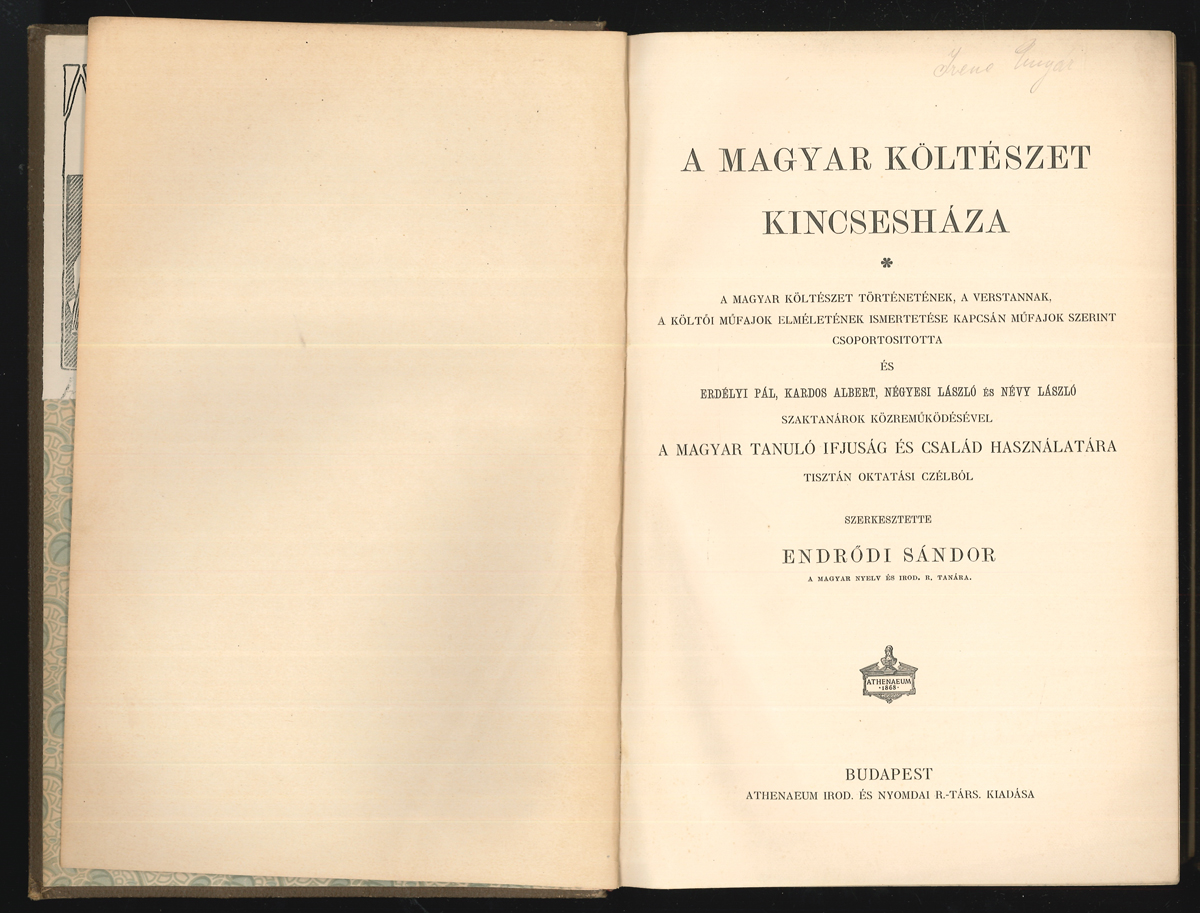 A MAGYAR KÖLTÉSZET
KINCSESHÁZA
*
A MAGYAR KÖLTÉSZET TÖRTÉNETÉNEK, A VERSTANNAK,
A KÖLTŐI MŰFAJOK ELMÉLETÉNEK ISMERTETÉSE KAPCSÁN MŰFAJOK SZERINT
CSOPORTOSITOTTA
ÉS
ERDÉLYI PÁL, KARDOS ALBERT, NÉGYESI LÁSZLÓ ÉS NÉVY LÁSZLÓ
SZAKTANÁROK KÖZREMŰKÖDÉSÉVEL
A MAGYAR TANULÓ IFJUSÁG ÉS CSALÁD HASZNÁLATÁRA
TISZTÁN OKTATÁSI CZÉLBÓL
SZERKESZTETTE
ENDRŐDI SÁNDOR
A MAGYAR NYELV ÉS IROD. R. TANÁRA.
ATHENAEUM
·1868·
BUDAPEST
ATHENAEUM IROD. ÉS NYOMDAI R.-TÁRS. KIADÁSA